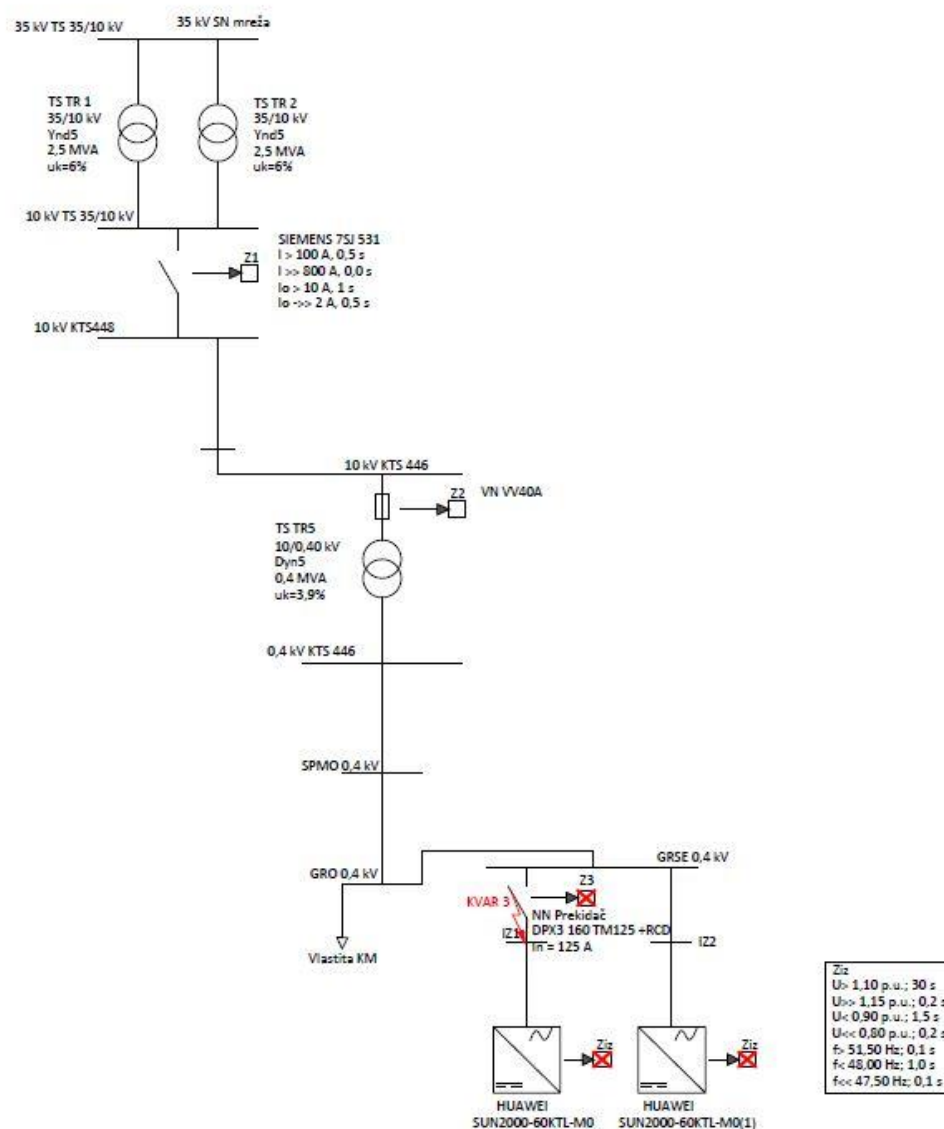 35 kV TS 35/10 kV
35 kV SN mreža
TS TR 1
35/10 kV
Ynd5
2,5 MVA
uk=6%
TS TR 2
35/10 kV
Ynd5
2,5 MVA
uk=6%
10 kV TS 35/10 kV
Z1
SIEMENS 7SJ 531
I > 100 A, 0,5 s
I >> 800 A, 0,0 s
Io > 10 A, 1 s
Io ->> 2 A, 0,5 s
10 kV KTS448
10 kV KTS 446
Z2
VN VV40A
TS TR5
10/0,40 kV
Dyn5
0,4 MVA
uk=3,9%
0,4 kV KTS 446
SPMO 0,4 kV
GRO 0,4 kV
Vlastita KM
GRSE 0,4 kV
Z3
KVAR 3
NN Prekidač
DPX3 160 TM125 +RCD
In = 125 A
IZ1
IZ2
Ziz
Ziz
HUAWEI
SUN2000-60KTL-M0
HUAWEI
SUN2000-60KTL-M0(1)
Ziz
U> 1,10 p.u.; 30 s
U>> 1,15 p.u.; 0,2 s
U< 0,90 p.u.; 1,5 s
U<< 0,80 p.u.; 0,2 s
f> 51,50 Hz; 0,1 s
f< 48,00 Hz; 1,0 s
f<< 47,50 Hz; 0,1 s